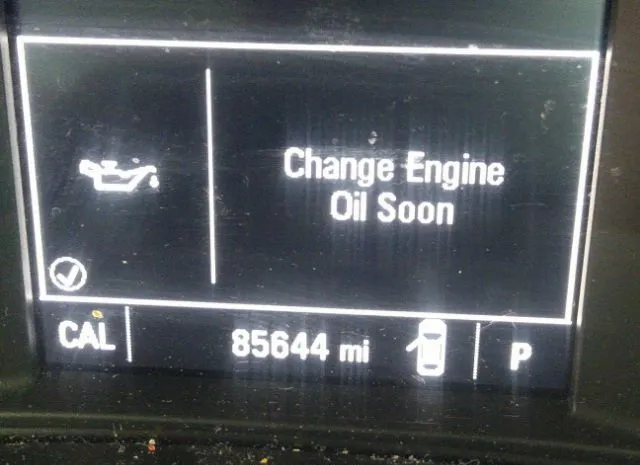 Change Engine
Oil Soon
CAL
85644 mi
P